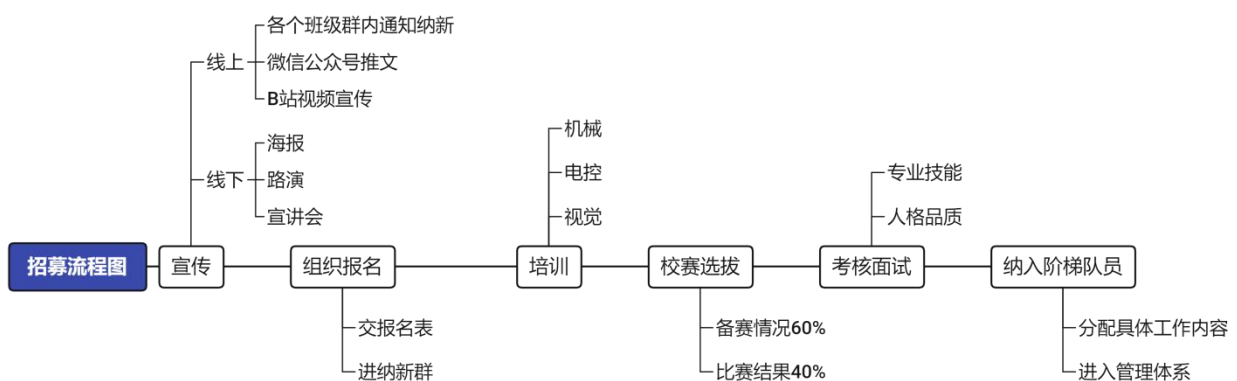 招募流程图
宣传
线上
各个班级群内通知纳新
微信公众号推文
B站视频宣传
线下
海报
路演
宣讲会
组织报名
交报名表
进纳新群
培训
机械
电控
视觉
校赛选拔
备赛情况60%
比赛结果40%
考核面试
专业技能
人格品质
纳入阶梯队员
分配具体工作内容
进入管理体系